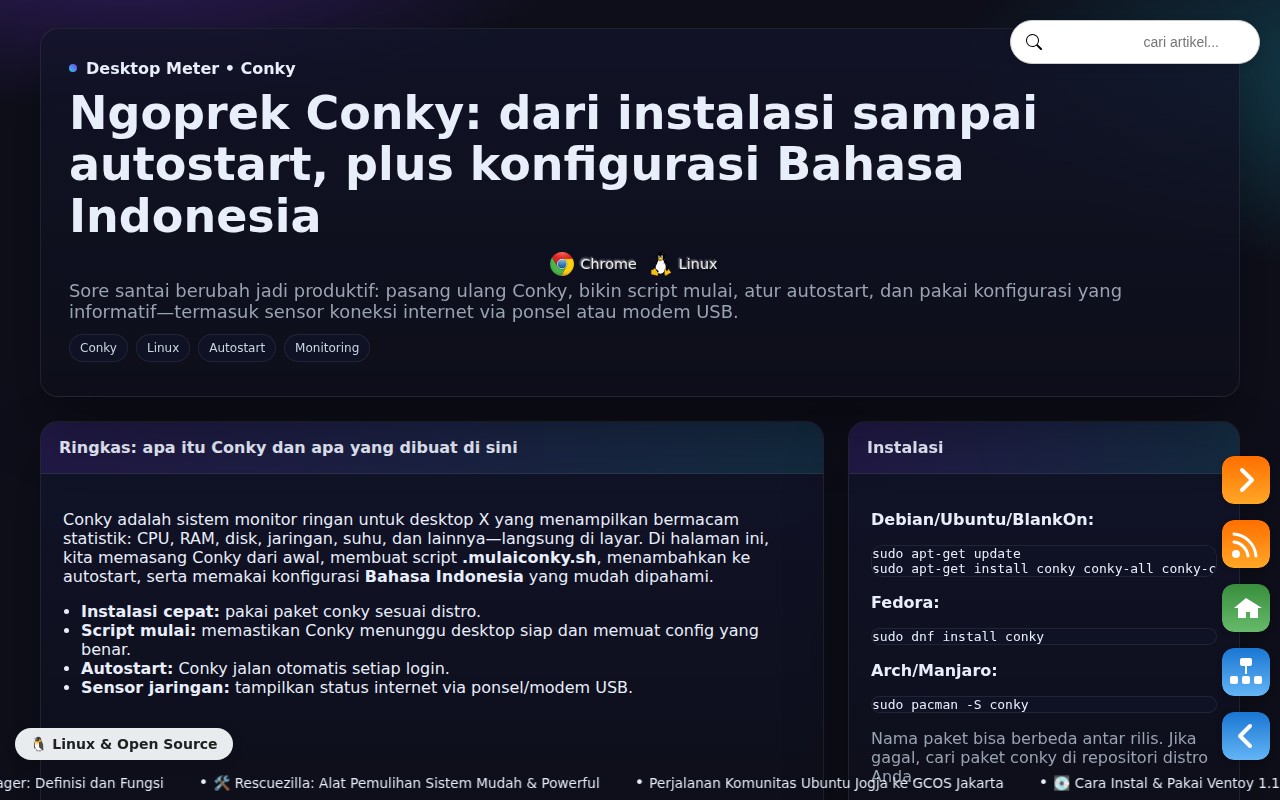 cari artikel...
Desktop Meter • Conky
Ngoprek Conky: dari instalasi sampai
autostart, plus konfigurasi Bahasa
Indonesia
Chrome Linux
Sore santai berubah jadi produktif: pasang ulang Conky, bikin script mulai, atur autostart, dan pakai konfigurasi yang
informatif—termasuk sensor koneksi internet via ponsel atau modem USB.
Conky Linux Autostart Monitoring
Ringkas: apa itu Conky dan apa yang dibuat di sini
Conky adalah sistem monitor ringan untuk desktop X yang menampilkan bermacam
statistik: CPU, RAM, disk, jaringan, suhu, dan lainnya—langsung di layar. Di halaman ini,
kita memasang Conky dari awal, membuat script .mulaiconky.sh, menambahkan ke
autostart, serta memakai konfigurasi Bahasa Indonesia yang mudah dipahami.
• Instalasi cepat: pakai paket conky sesuai distro.
• Script mulai: memastikan Conky menunggu desktop siap dan memuat config yang
benar.
• Autostart: Conky jalan otomatis setiap login.
• Sensor jaringan: tampilkan status internet via ponsel/modem USB.
Instalasi
Debian/Ubuntu/BlankOn:
sudo apt-get update
sudo apt-get install conky conky-all conky-c
Fedora:
sudo dnf install conky
Arch/Manjaro:
sudo pacman -S conky
Nama paket bisa berbeda antar rilis. Jika
gagal, cari paket conky di repositori distro
Anda.
🐧 Linux & Open Source
ager: Definisi dan Fungsi • 🛠️ Rescuezilla: Alat Pemulihan Sistem Mudah & Powerful • Perjalanan Komunitas Ubuntu Jogja ke GCOS Jakarta • 💽 Cara Instal & Pakai Ventoy 1.1